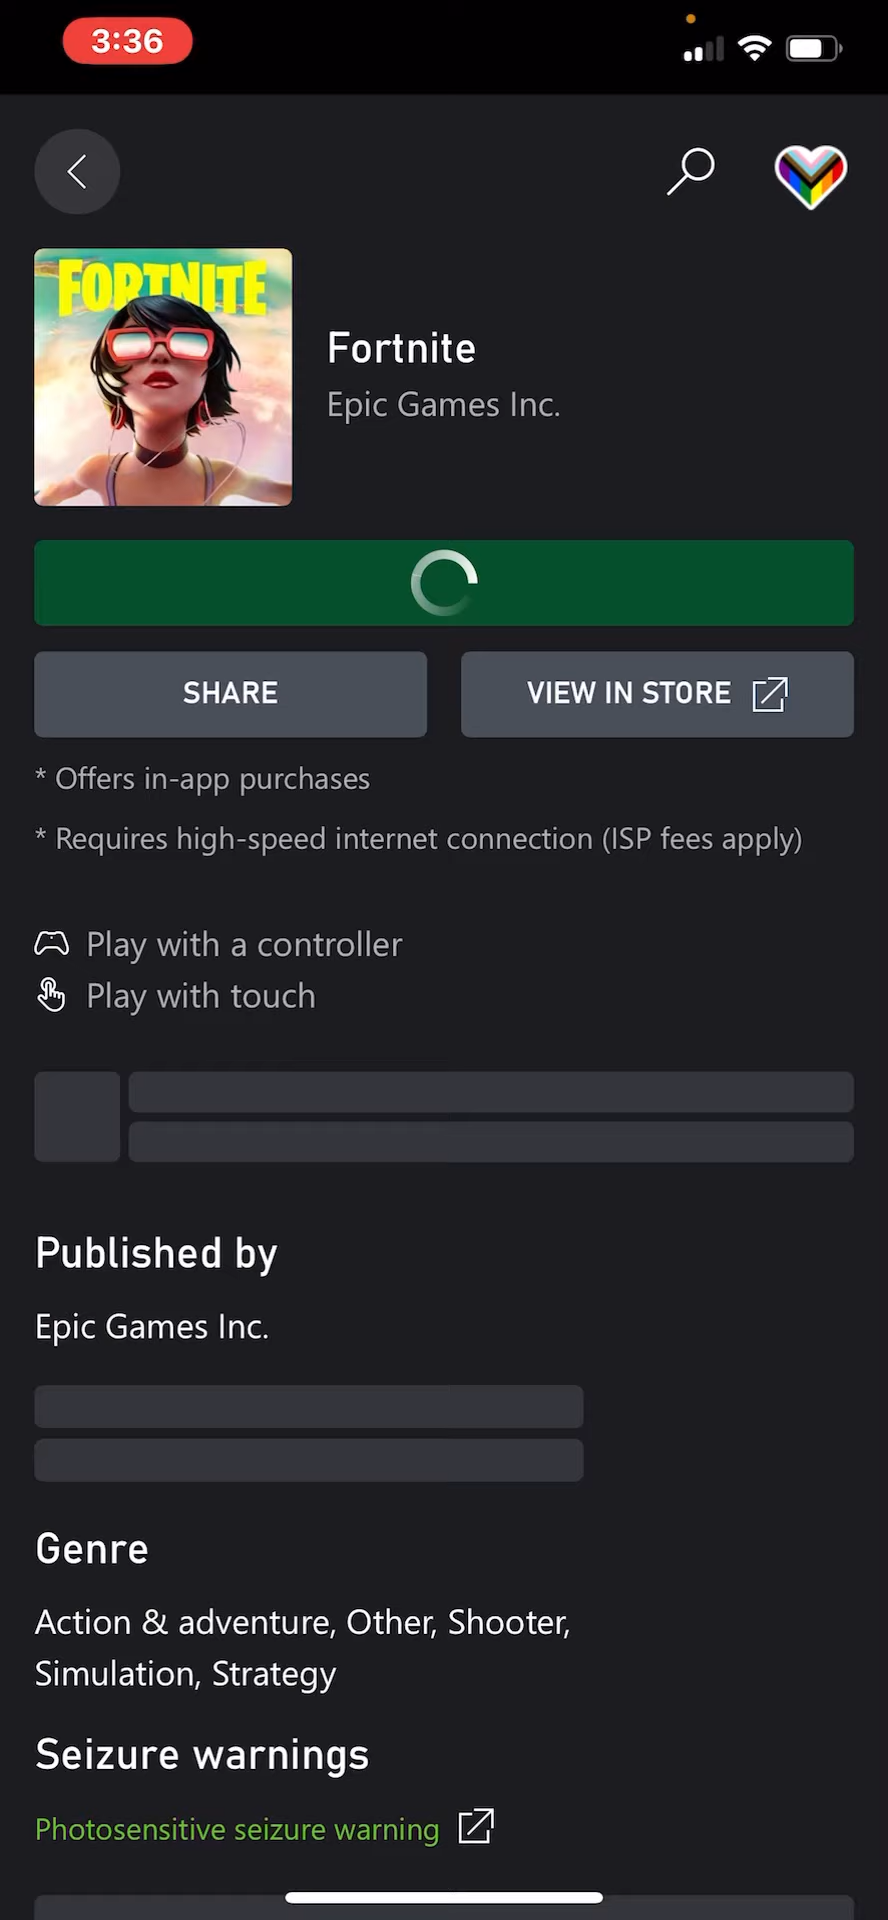 3:36
FORTNITE
Fortnite
Epic Games Inc.
SHARE
VIEW IN STORE
* Offers in-app purchases
* Requires high-speed internet connection (ISP fees apply)
Play with a controller
Play with touch
Published by
Epic Games Inc.
Genre
Action & adventure, Other, Shooter,
Simulation, Strategy
Seizure warnings
Photosensitive seizure warning